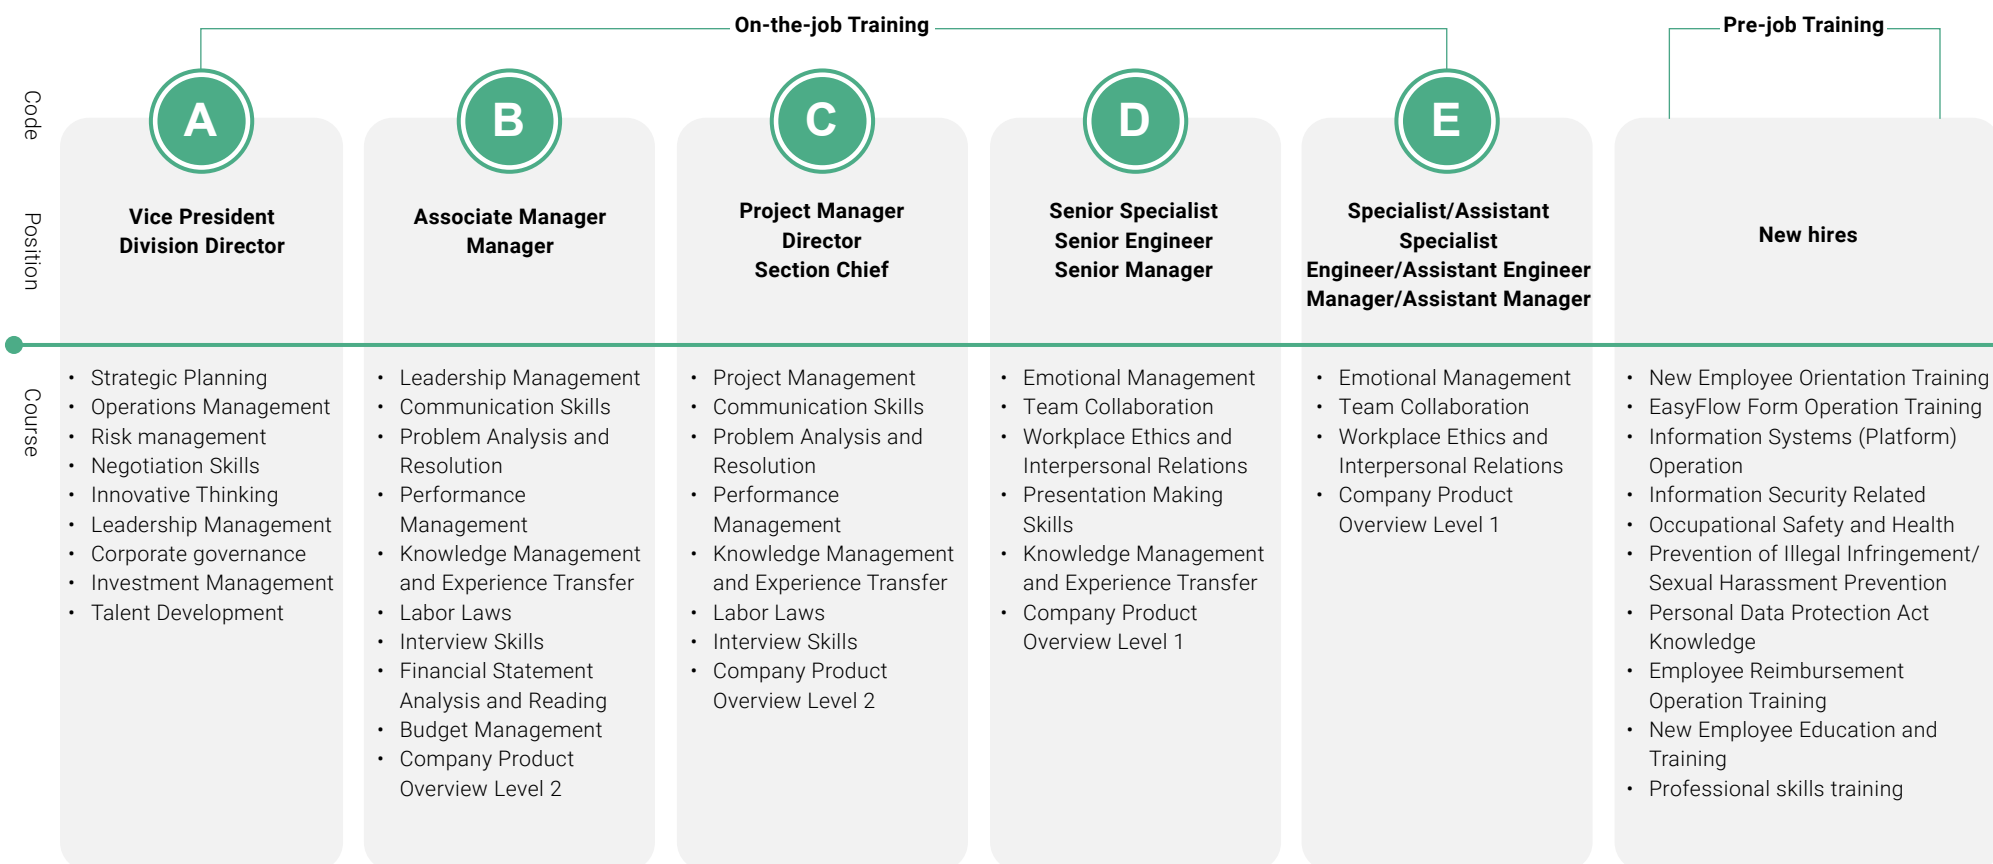 On-the-job Training
Pre-job Training
Code
Position
Course
A
Vice President
Division Director
• Strategic Planning
• Operations Management
• Risk management
• Negotiation Skills
• Innovative Thinking
• Leadership Management
• Corporate governance
• Investment Management
• Talent Development
B
Associate Manager
Manager
• Leadership Management
• Communication Skills
• Problem Analysis and
Resolution
• Performance
Management
• Knowledge Management
and Experience Transfer
• Labor Laws
• Interview Skills
• Financial Statement
Analysis and Reading
• Budget Management
• Company Product
Overview Level 2
C
Project Manager
Director
Section Chief
• Project Management
• Communication Skills
• Problem Analysis and
Resolution
• Performance
Management
• Knowledge Management
and Experience Transfer
• Labor Laws
• Interview Skills
• Company Product
Overview Level 2
D
Senior Specialist
Senior Engineer
Senior Manager
• Emotional Management
• Team Collaboration
• Workplace Ethics and
Interpersonal Relations
• Presentation Making
Skills
• Knowledge Management
and Experience Transfer
• Company Product
Overview Level 1
E
Specialist/Assistant
Specialist
Engineer/Assistant Engineer
Manager/Assistant Manager
• Emotional Management
• Team Collaboration
• Workplace Ethics and
Interpersonal Relations
• Company Product
Overview Level 1
New hires
• New Employee Orientation Training
• EasyFlow Form Operation Training
• Information Systems (Platform)
Operation
• Information Security Related
• Occupational Safety and Health
• Prevention of Illegal Infringement/
Sexual Harassment Prevention
• Personal Data Protection Act
Knowledge
• Employee Reimbursement
Operation Training
• New Employee Education and
Training
• Professional skills training